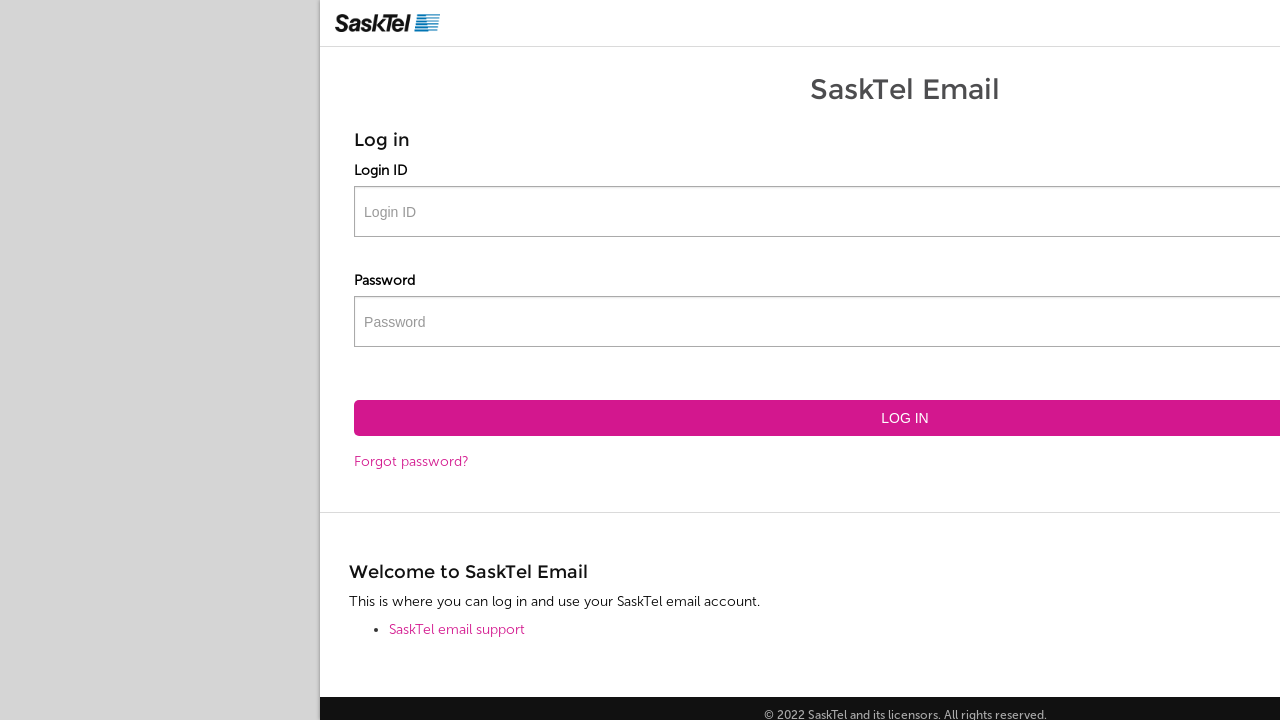 SaskTel
SaskTel Email
Log in
Login ID
Login ID
Password
Password
LOG IN
Forgot password?
Welcome to SaskTel Email
This is where you can log in and use your SaskTel email account.
SaskTel email support
© 2022 SaskTel and its licensors. All rights reserved.